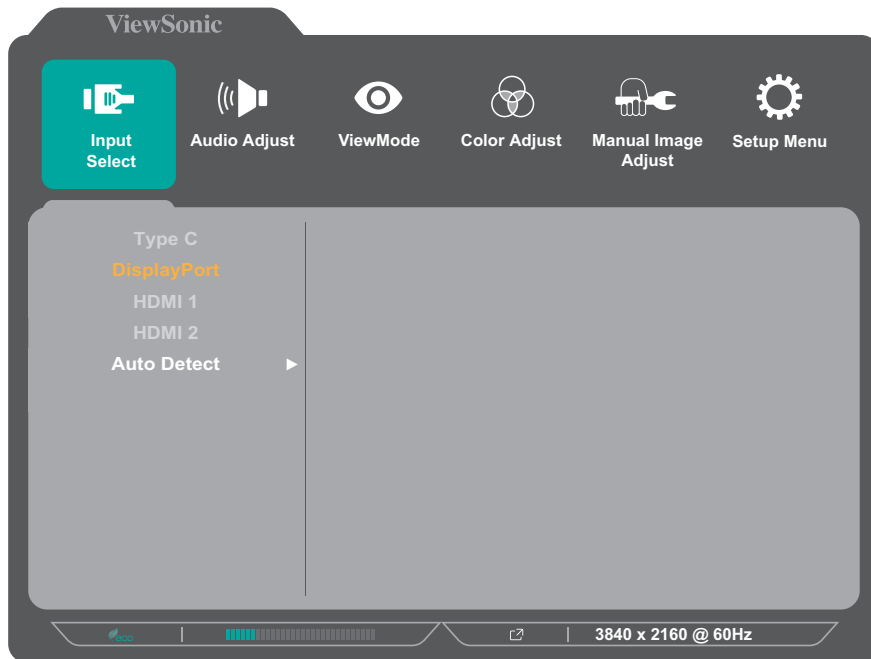 ViewSonic
Input
Select
Audio Adjust
ViewMode
Color Adjust
Manual Image
Adjust
Setup Menu
Type C
DisplayPort
HDMI 1
HDMI 2
Auto Detect
eco
3840 x 2160 @ 60Hz